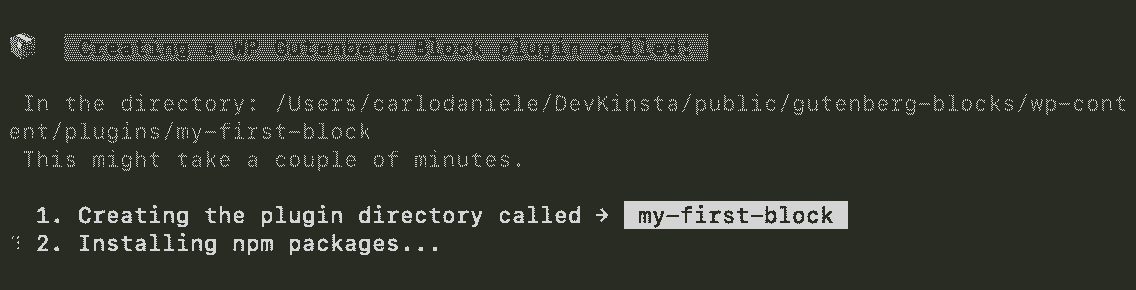 Creating a WP Gutenberg Block plugin called:
In the directory: /Users/carlodaniele/DevKinsta/public/gutenberg-blocks/wp-cont
ent/plugins/my-first-block
This might take a couple of minutes.
1. Creating the plugin directory called → my-first-block
2. Installing npm packages...